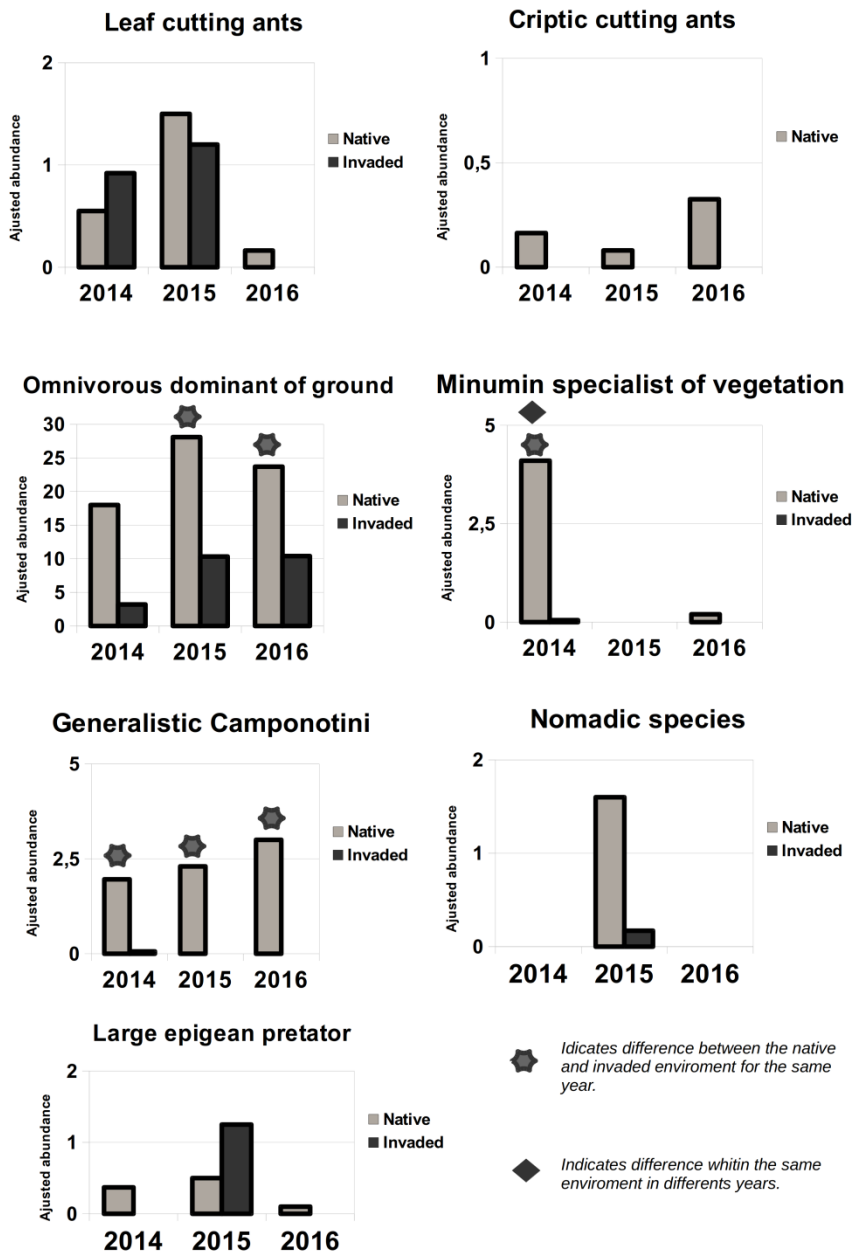 Leaf cutting ants
Ajusted abundance
2
1
0
2014 2015 2016
Native
Invaded
Criptic cutting ants
Ajusted abundance
1
0,5
0
2014 2015 2016
Native
Omnivorous dominant of ground
Ajusted abundance
30
25
20
15
10
5
0
2014 2015 2016
Native
Invaded
Minumin specialist of vegetation
Ajusted abundance
5
2,5
0
2014 2015 2016
Native
Invaded
Generalistic Camponotini
Ajusted abundance
5
2,5
0
2014 2015 2016
Native
Invaded
Nomadic species
Ajusted abundance
2
1
0
2014 2015 2016
Native
Invaded
Large epigean pretator
Ajusted abundance
2
1
0
2014 2015 2016
Native
Invaded
Idicates difference between the native
and invaded enviroment for the same
year.
Indicates difference whitin the same
enviroment in differents years.